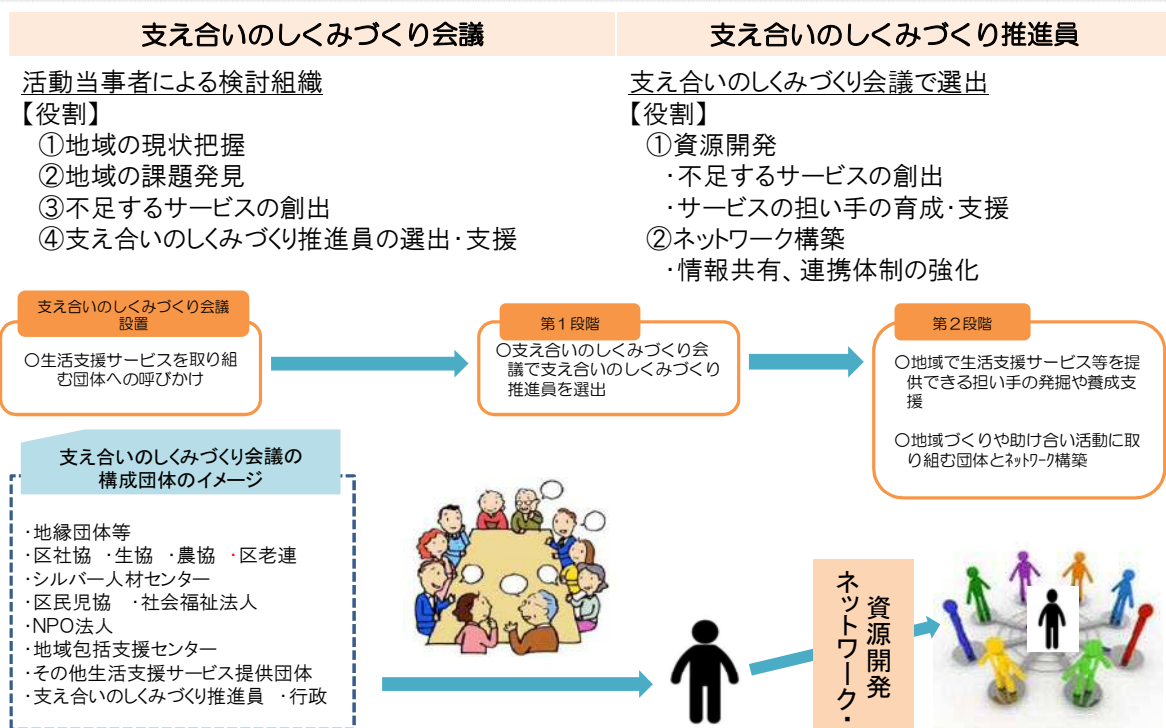 支え合いのしくみづくり会議
活動当事者による検討組織
【役割】
①地域の現状把握
②地域の課題発見
③不足するサービスの創出
④支え合いのしくみづくり推進員の選出・支援
支え合いのしくみづくり推進員
支え合いのしくみづくり会議で選出
【役割】
①資源開発
・不足するサービスの創出
・サービスの担い手の育成・支援
②ネットワーク構築
・情報共有、連携体制の強化
支え合いのしくみづくり会議
設置
○生活支援サービスを取り組
む団体への呼びかけ
第１段階
○支え合いのしくみづくり会
議で支え合いのしくみづくり
推進員を選出
第２段階
○地域で生活支援サービス等を提
供できる担い手の発掘や養成支
援
○地域づくりや助け合い活動に取
り組む団体とﾈｯﾄﾜｰｸ構築
支え合いのしくみづくり会議の
構成団体のイメージ
・地縁団体等
・区社協 ・生協 ・農協 ・区老連
・シルバー人材センター
・区民児協 ・社会福祉法人
・NPO法人
・地域包括支援センター
・その他生活支援サービス提供団体
・支え合いのしくみづくり推進員 ・行政
資源開発
ネットワーク・